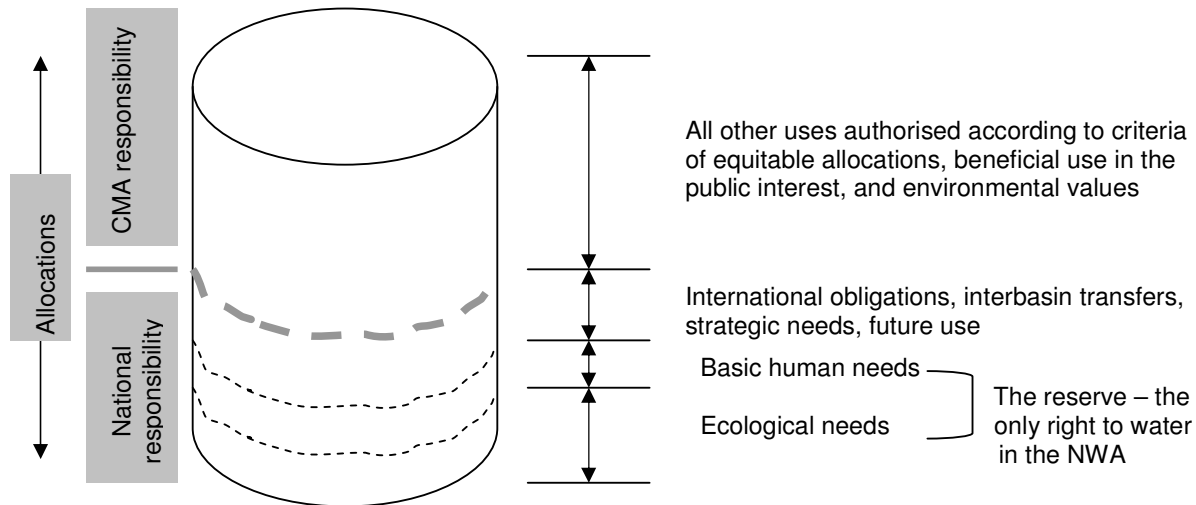 Allocations
CMA responsibility
National
responsibility
All other uses authorised according to criteria
of equitable allocations, beneficial use in the
public interest, and environmental values
International obligations, interbasin transfers,
strategic needs, future use
Basic human needs
Ecological needs
The reserve – the
only right to water
in the NWA